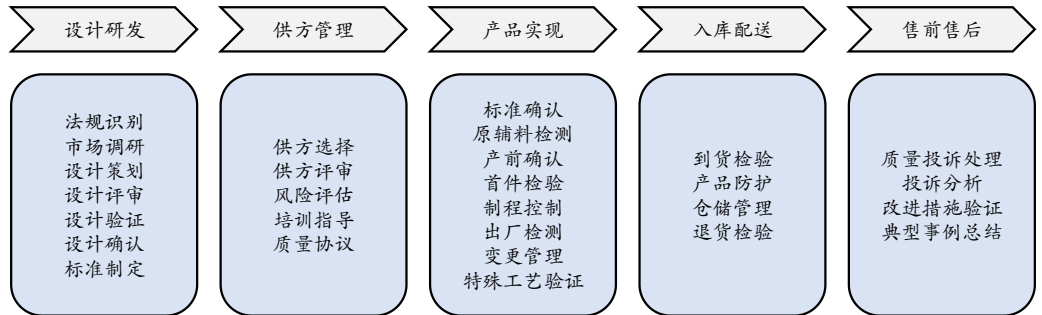 设计研发
供方管理
产品实现
入库配送
售前售后
法规识别
市场调研
设计策划
设计评审
设计验证
设计确认
标准制定
供方选择
供方评审
风险评估
培训指导
质量协议
标准确认
原辅料检测
产前确认
首件检验
制程控制
出厂检测
变更管理
特殊工艺验证
到货检验
产品防护
仓储管理
退货检验
质量投诉处理
投诉分析
改进措施验证
典型事例总结